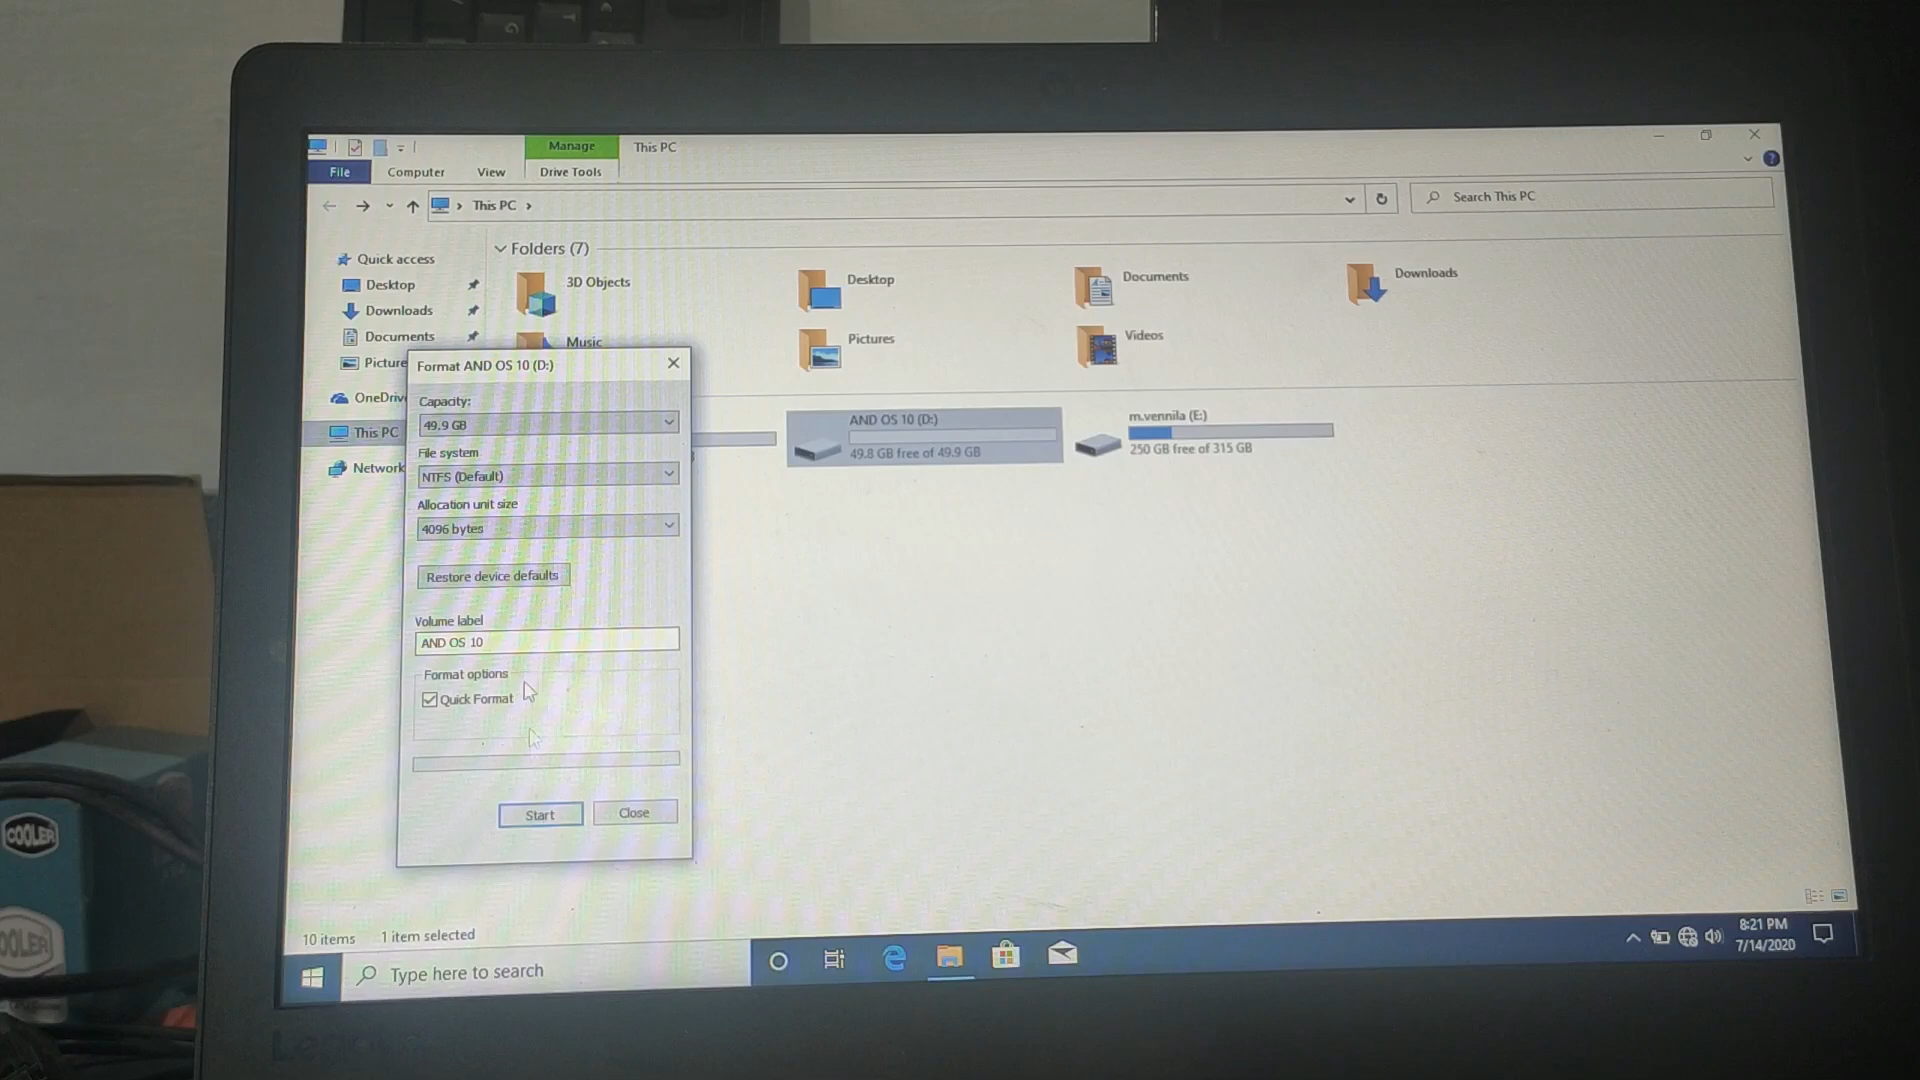 Manage
This PC
File
Computer
View
Drive Tools
This PC
Search This PC
Quick access
Desktop
Downloads
Documents
Picture
OneDriv
This PC
Network
Folders (7)
3D Objects
Desktop
Documents
Downloads
Music
Pictures
Videos
AND OS 10 (D:)
49.8 GB free of 49.9 GB
m.vennila (E:)
250 GB free of 315 GB
Format AND OS 10 (D:)
Capacity:
49.9 GB
File system
NTFS (Default)
Allocation unit size
4096 bytes
Restore device defaults
Volume label
AND OS 10
Format options
Quick Format
Start
Close
10 items
1 item selected
Type here to search
8:21 PM
7/14/2020
COOLER
OOLER
Lenovo